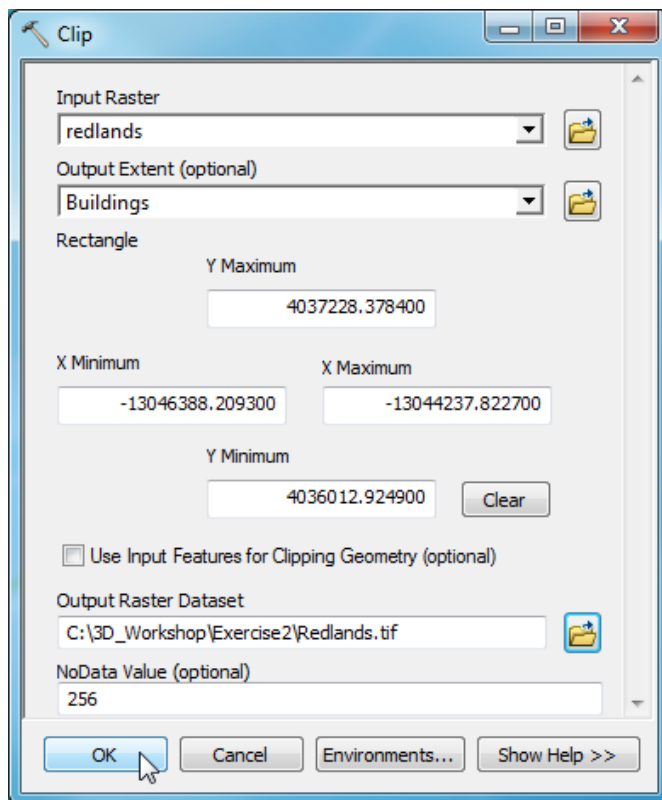 Clip
Input Raster
redlands
Output Extent (optional)
Buildings
Rectangle
Y Maximum
4037228.378400
X Minimum
X Maximum
-13046388.209300
-13044237.822700
Y Minimum
4036012.924900
Clear
Use Input Features for Clipping Geometry (optional)
Output Raster Dataset
C:\3D_Workshop\Exercise2\Redlands.tif
NoData Value (optional)
256
OK
Cancel
Environments...
Show Help >>